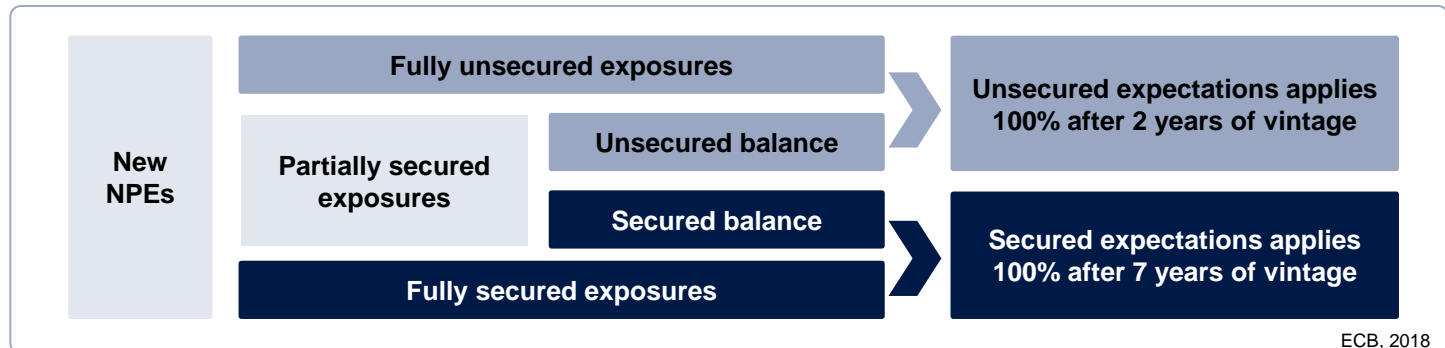 New
NPEs
Fully unsecured exposures
Partially secured
exposures
Unsecured balance
Secured balance
Fully secured exposures
Unsecured expectations applies
100% after 2 years of vintage
Secured expectations applies
100% after 7 years of vintage
ECB, 2018